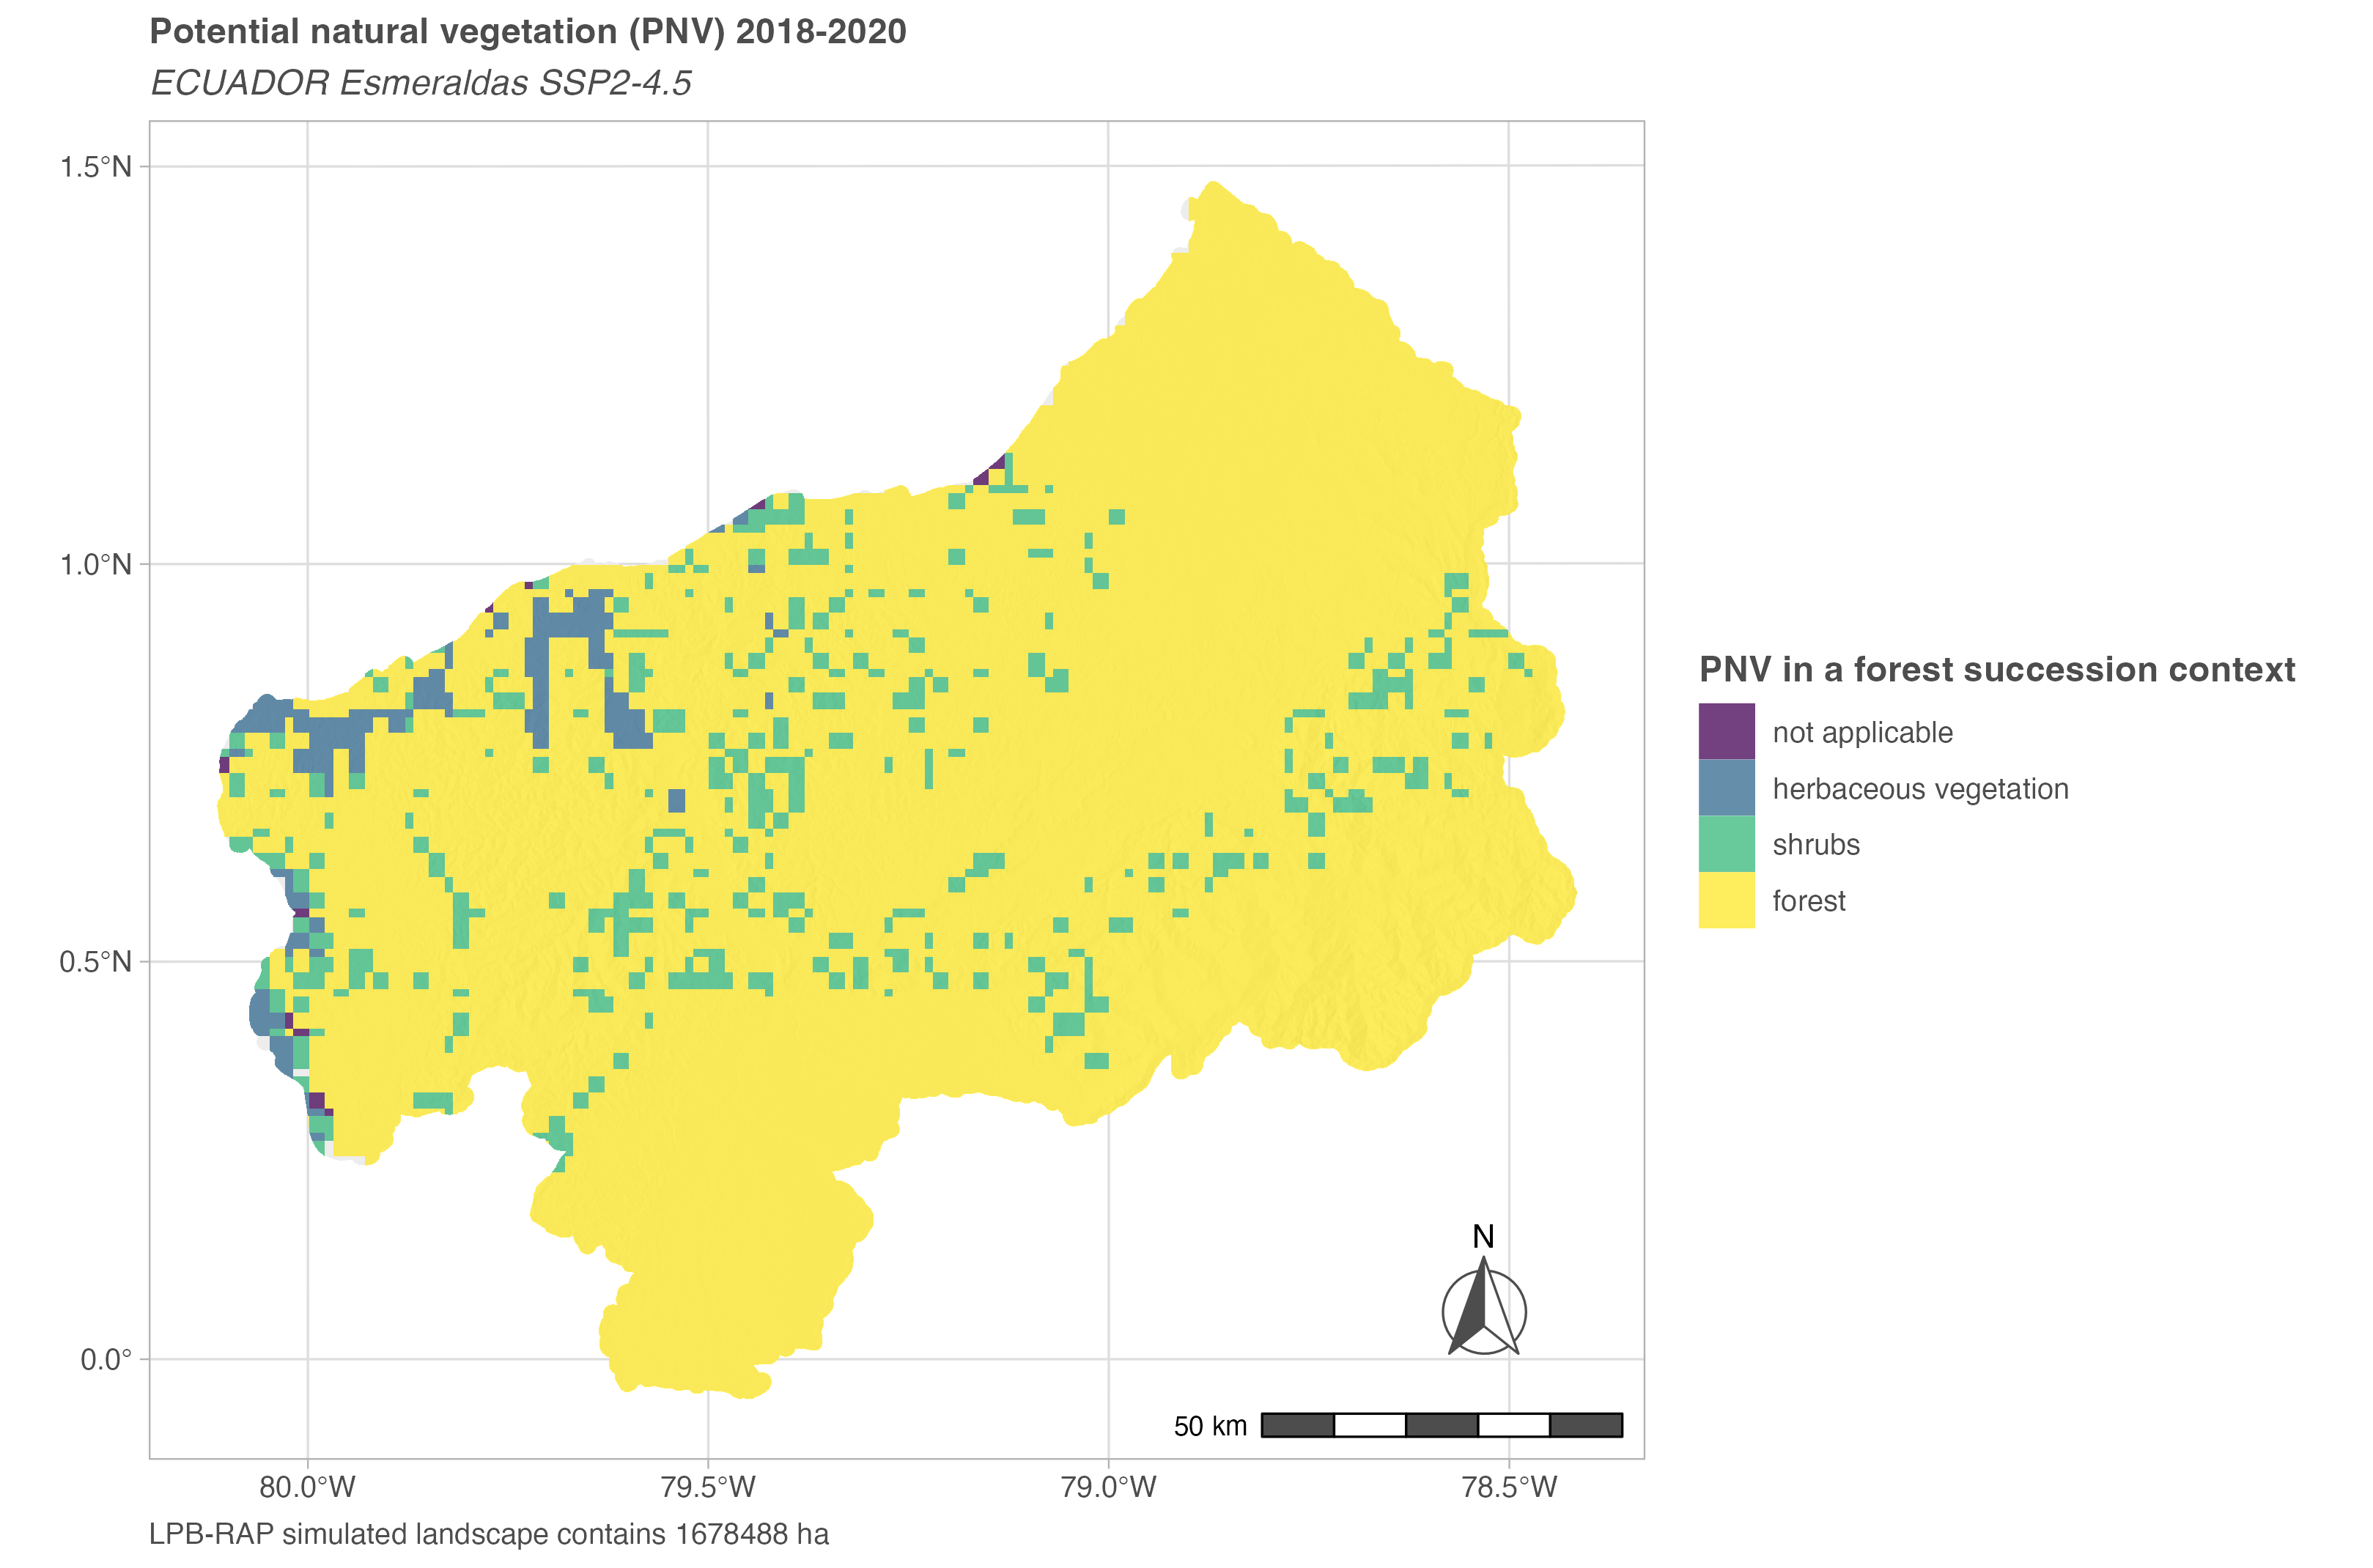 Potential natural vegetation (PNV) 2018-2020
ECUADOR Esmeraldas SSP2-4.5
1.5°N
1.0°N
0.5°N
0.0°
80.0°W
79.5°W
79.0°W
78.5°W
N
50 km
PNV in a forest succession context
not applicable
herbaceous vegetation
shrubs
forest
LPB-RAP simulated landscape contains 1678488 ha